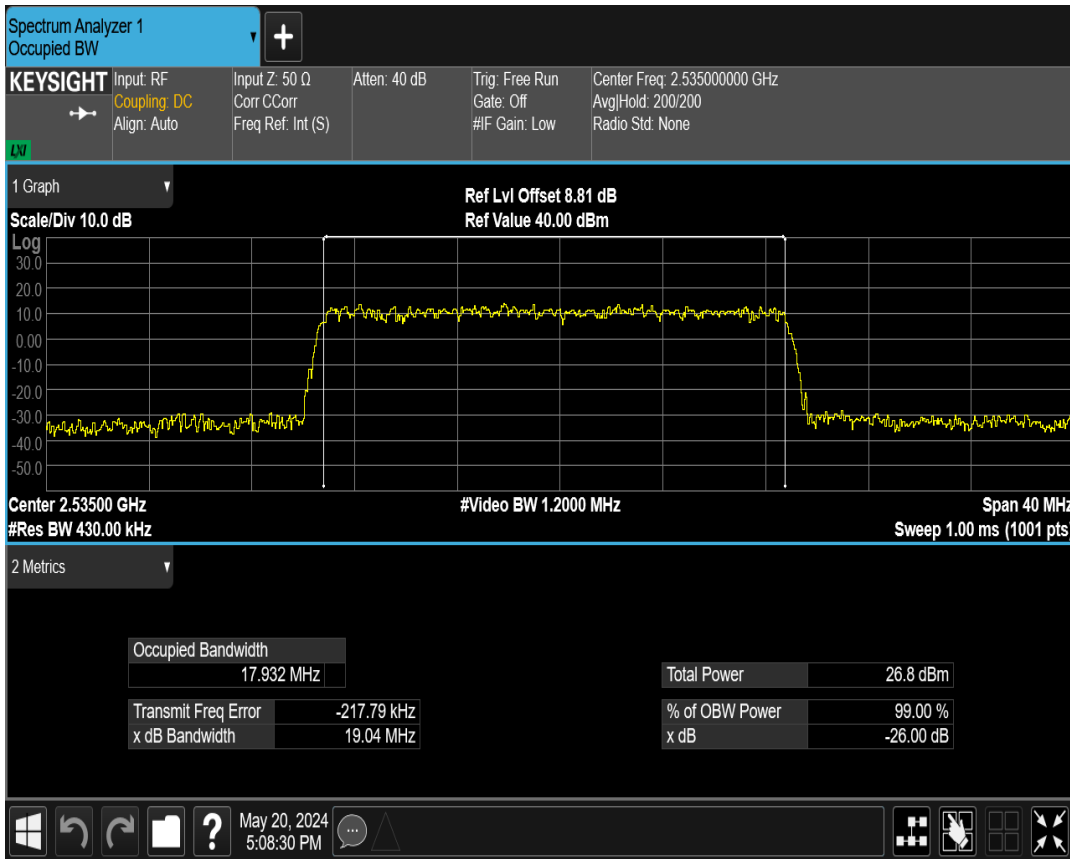 Spectrum Analyzer 1
Occupied BW
KEYSIGHT
LXI
Input: RF
Coupling: DC
Align: Auto
Input Z: 50 Ω
Corr CCorr
Freq Ref: Int (S)
Atten: 40 dB
Trig: Free Run
Gate: Off
#IF Gain: Low
Center Freq: 2.535000000 GHz
Avg|Hold: 200/200
Radio Std: None
1 Graph
Scale/Div 10.0 dB
Ref Lvl Offset 8.81 dB
Ref Value 40.00 dBm
Log
30.0
20.0
10.0
0.00
-10.0
-20.0
-30.0
-40.0
-50.0
Center 2.53500 GHz
#Video BW 1.2000 MHz
Span 40 MHz
#Res BW 430.00 kHz
Sweep 1.00 ms (1001 pts)
2 Metrics
Occupied Bandwidth
17.932 MHz
Total Power 26.8 dBm
Transmit Freq Error -217.79 kHz
% of OBW Power 99.00 %
x dB Bandwidth 19.04 MHz
x dB -26.00 dB
?
May 20, 2024
5:08:30 PM